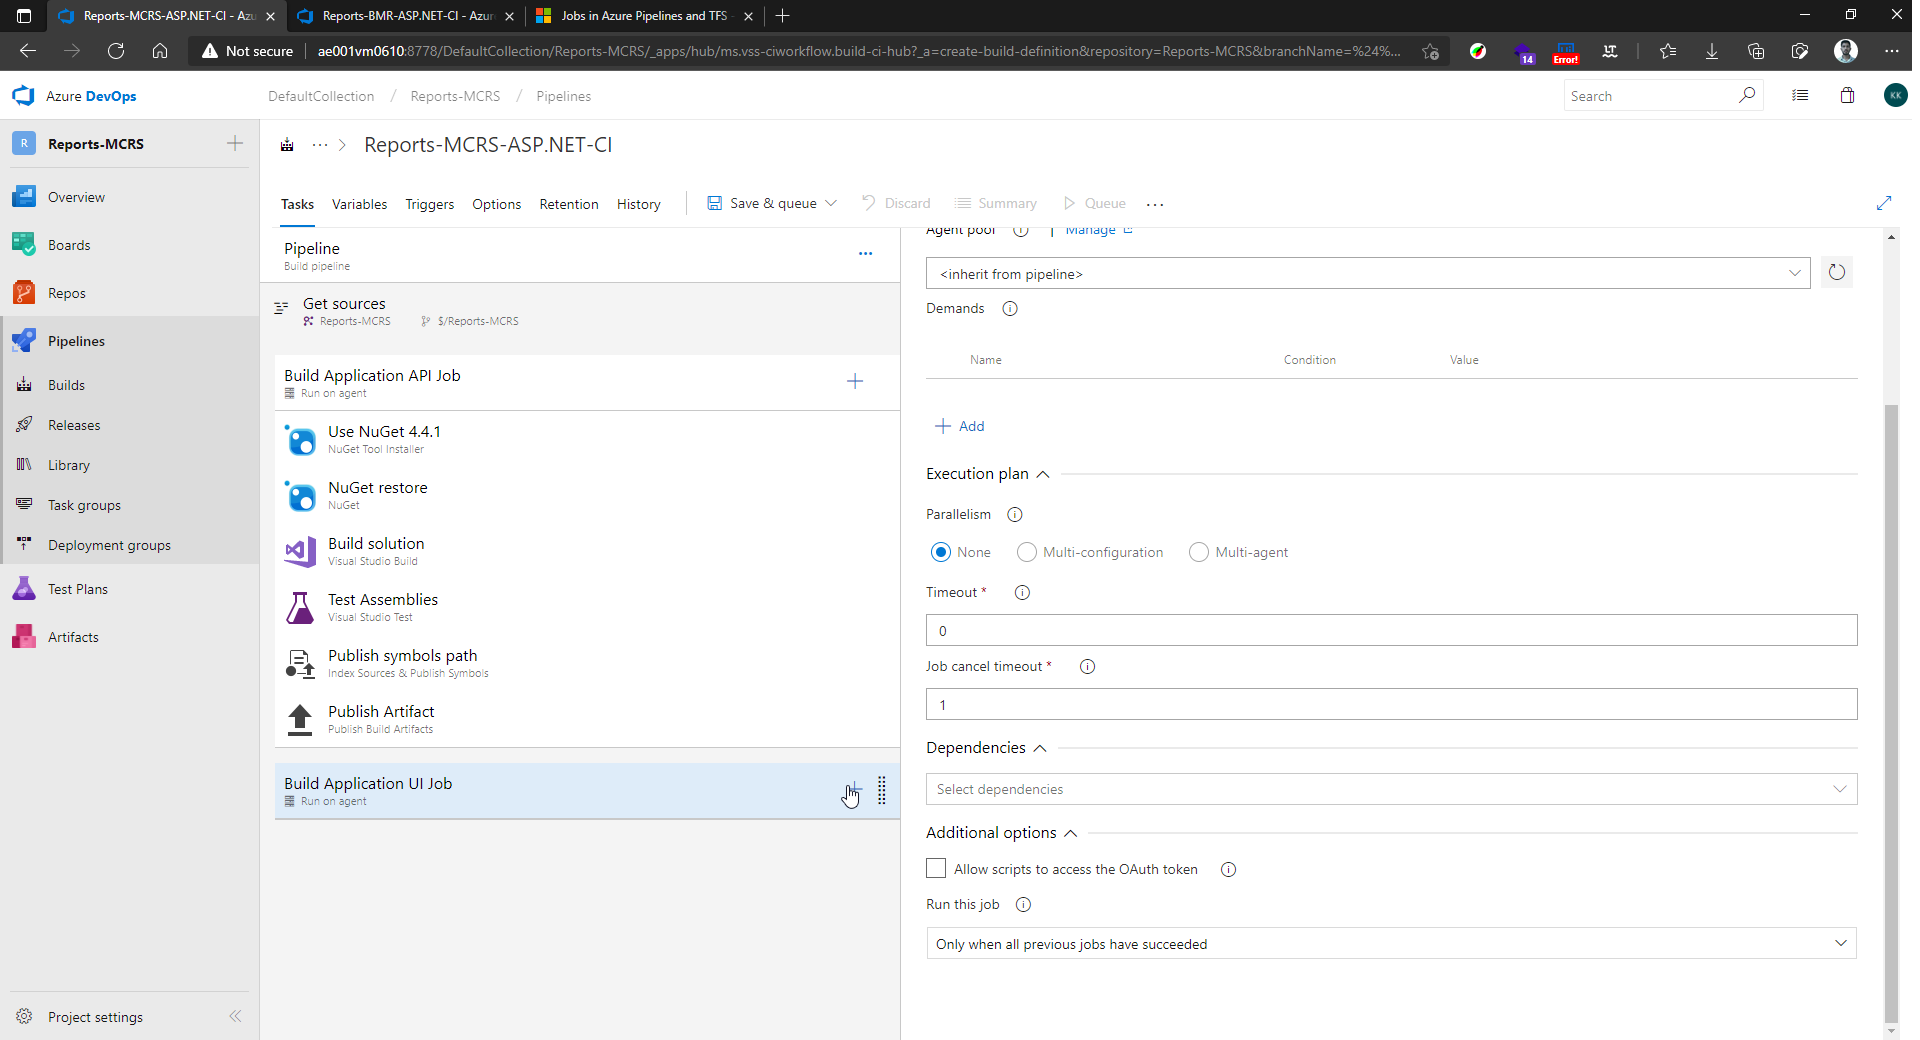 Reports-MCRS-ASP.NET-CI - Azu
Reports-BMR-ASP.NET-CI - Azur
Jobs in Azure Pipelines and TFS -
Not secure
ae001vm0610:8778/DefaultCollection/Reports-MCRS/_apps/hub/ms.vss-ciworkflow.build-ci-hub?_a=create-build-definition&repository=Reports-MCRS&branchName=%24%...
14
Error!
LT
Azure DevOps
DefaultCollection / Reports-MCRS / Pipelines
Search
KK
R
Reports-MCRS
Overview
Boards
Repos
Pipelines
Builds
Releases
Library
Task groups
Deployment groups
Test Plans
Artifacts
Project settings
··· > Reports-MCRS-ASP.NET-CI
Tasks Variables Triggers Options Retention History Save & queue Discard Summary Queue ...
Pipeline
Build pipeline
...
Get sources
Reports-MCRS $/Reports-MCRS
Build Application API Job
Run on agent
Use NuGet 4.4.1
NuGet Tool Installer
NuGet restore
NuGet
Build solution
Visual Studio Build
Test Assemblies
Visual Studio Test
Publish symbols path
Index Sources & Publish Symbols
Publish Artifact
Publish Build Artifacts
Build Application UI Job
Run on agent
Agent pool | Manage
<inherit from pipeline>
Demands
Name Condition Value
Add
Execution plan
Parallelism
None Multi-configuration Multi-agent
Timeout *
0
Job cancel timeout *
1
Dependencies
Select dependencies
Additional options
Allow scripts to access the OAuth token
Run this job
Only when all previous jobs have succeeded